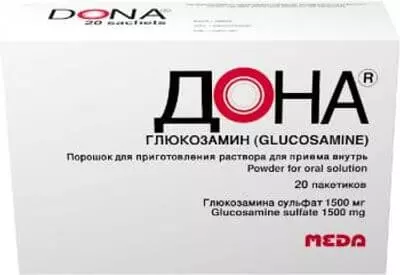 DONA®
20 sachets
ДОНА®
ГЛЮКОЗАМИН (GLUCOSAMINE)
Порошок для приготовления раствора для приема внутрь
Powder for oral solution
20 пакетиков
Глюкозамина сульфат 1500 мг
Glucosamine sulfate 1500 mg
MEDA